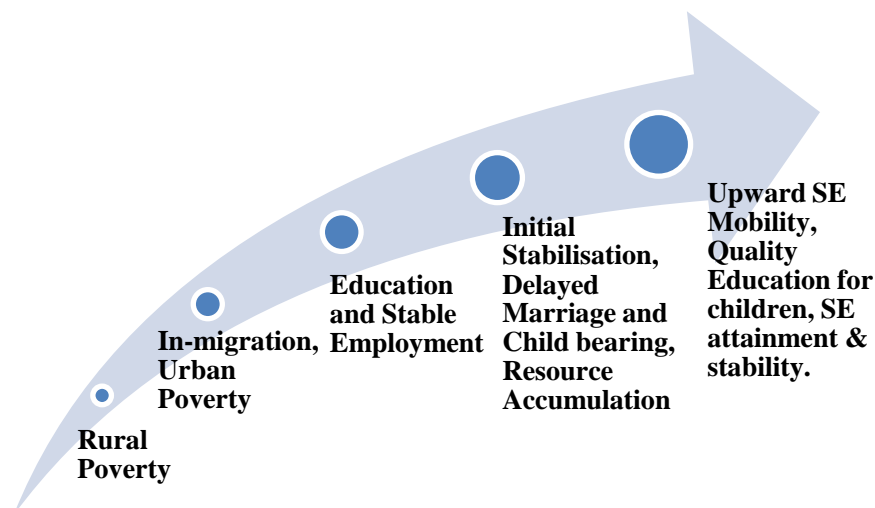 Rural
Poverty
In-migration,
Urban
Poverty
Education
and Stable
Employment
Initial
Stabilisation,
Delayed
Marriage and
Child bearing,
Resource
Accumulation
Upward SE
Mobility,
Quality
Education for
children, SE
attainment &
stability.